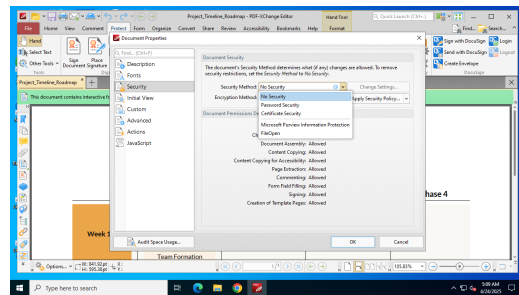 Project_Timeline_Roadmap - PDF-XChange Editor
Hand Tool
Quick Launch (Ctrl+.)
File Home View Comment Protect Form Organize Convert Share Review Accessibility Bookmarks Help Format
Find... Search...
Hand
Select Text
Other Tools
Sign Document
Place Signature
Sign with DocuSign
Login
Send with DocuSign
Logout
Create Envelope
Tools
DocuSign
Project_Timeline_Roadmap *
This document contains interactive fo
Document Properties
Find... (Ctrl+F)
Description
Fonts
Security
Initial View
Custom
Advanced
Actions
JavaScript
Document Security
The document's Security Method determines what (if any) changes are allowed. To remove
security restrictions, set the Security Method to No Security.
Security Method: No Security
Change Settings...
Encryption Method:
Apply Security Policy...
No Security
Password Security
Certificate Security
Microsoft Purview Information Protection
FileOpen
Document Permissions
Document Assembly: Allowed
Content Copying: Allowed
Content Copying for Accessibility: Allowed
Page Extraction: Allowed
Commenting: Allowed
Form Field Filling: Allowed
Signing: Allowed
Creation of Template Pages: Allowed
Audit Space Usage...
OK
Cancel
hase 4
Week 1
Team Formation
Options...
W: 841.92pt
H: 595.38pt
X:
Y:
105.83%
Type here to search
5:09 AM
4/24/2025